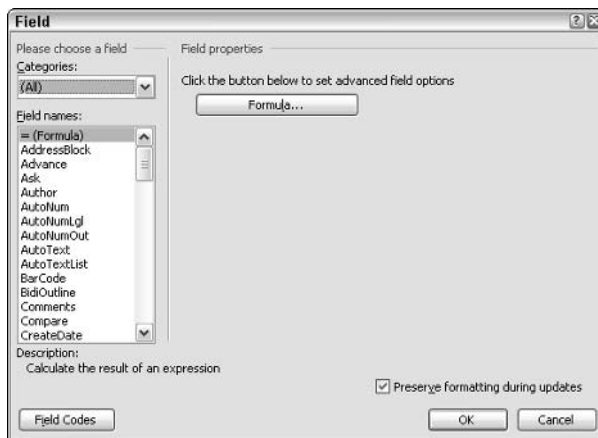 Field
Please choose a field
Categories:
(All)
Field names:
= (Formula)
AddressBlock
Advance
Ask
Author
AutoNum
AutoNumLgl
AutoNumOut
AutoText
AutoTextList
BarCode
BidiOutline
Comments
Compare
CreateDate
Description:
Calculate the result of an expression
Field Codes
Field properties
Click the button below to set advanced field options
Formula...
Preserve formatting during updates
OK
Cancel